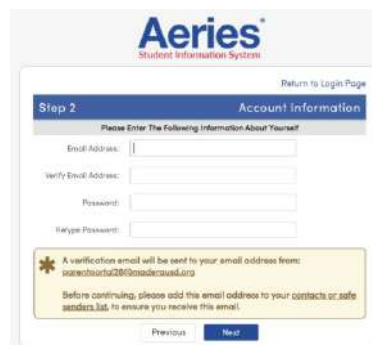 Aeries
Student Information System
Return to Login Page
Step 2 Account Information
Please Enter The Following Information About Yourself
Email Address:
Verify Email Address:
Password:
Retype Password:
A verification email will be sent to your email address from:
parentportal28@maderausd.org
Before continuing, please add this email address to your contacts or safe
senders list, to ensure you receive this email.
Previous Next